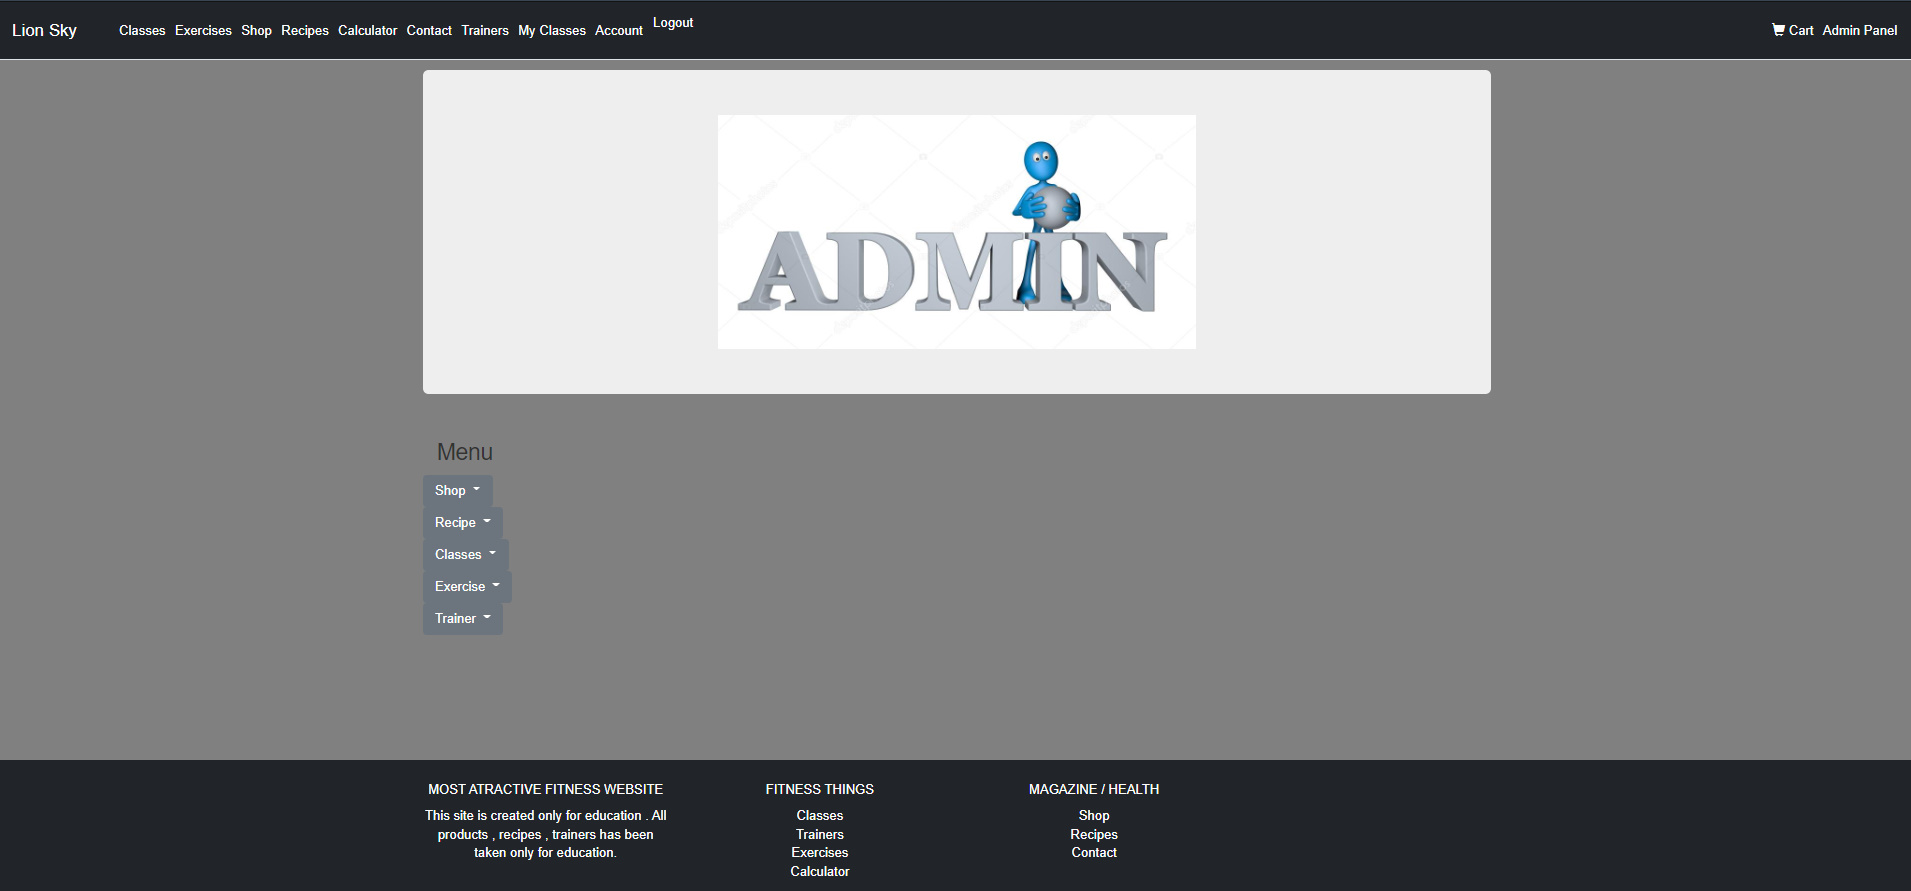 Lion Sky
Classes Exercises Shop Recipes Calculator Contact Trainers My Classes Account Logout
Cart Admin Panel
ADMIN
Menu
Shop
Recipe
Classes
Exercise
Trainer
MOST ATRACTIVE FITNESS WEBSITE
This site is created only for education . All
products , recipes , trainers has been
taken only for education.
FITNESS THINGS
Classes
Trainers
Exercises
Calculator
MAGAZINE / HEALTH
Shop
Recipes
Contact